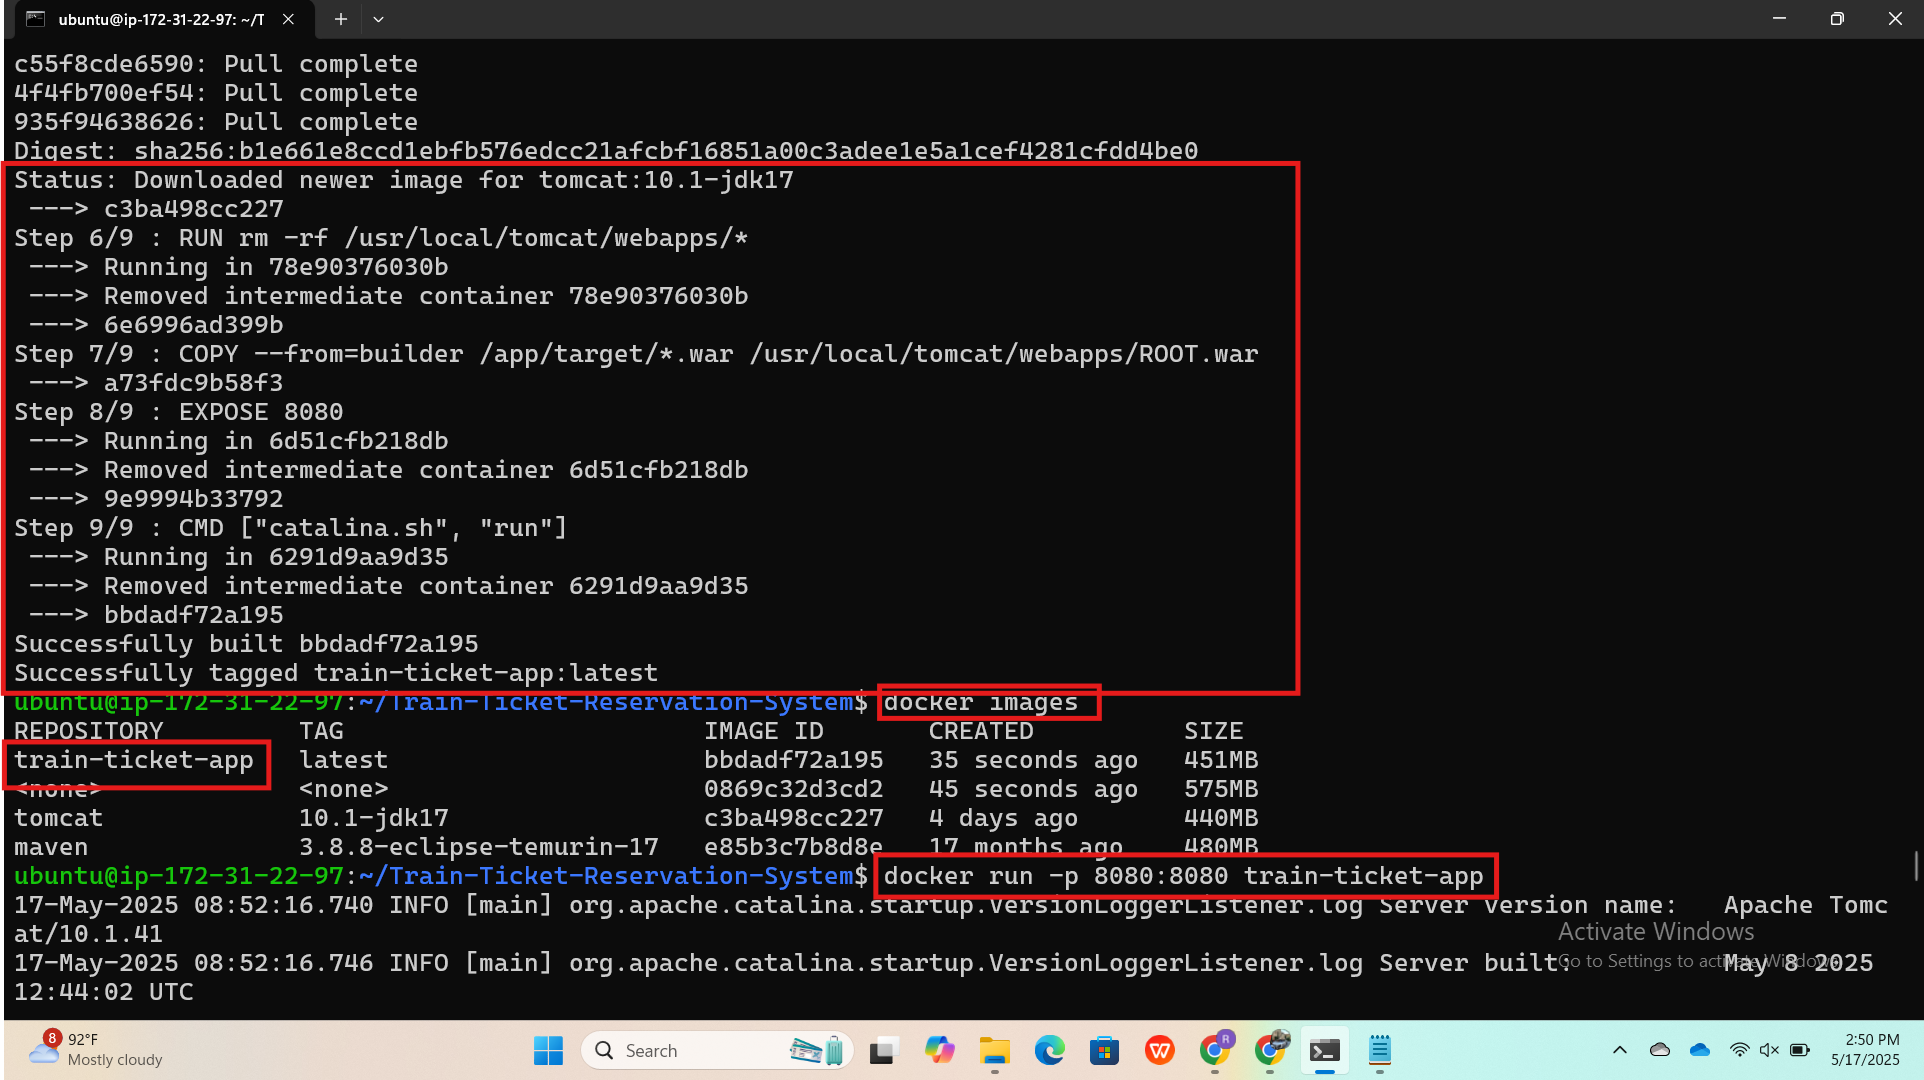 ubuntu@ip-172-31-22-97: ~/T
c55f8cde6590: Pull complete
4f4fb700ef54: Pull complete
935f94638626: Pull complete
Digest: sha256:b1e661e8ccd1ebfb576edcc21afcbf16851a00c3adee1e5a1cef4281cfdd4be0
Status: Downloaded newer image for tomcat:10.1-jdk17
 ---> c3ba498cc227
Step 6/9 : RUN rm -rf /usr/local/tomcat/webapps/*
 ---> Running in 78e90376030b
 ---> Removed intermediate container 78e90376030b
 ---> 6e6996ad399b
Step 7/9 : COPY --from=builder /app/target/*.war /usr/local/tomcat/webapps/ROOT.war
 ---> a73fdc9b58f3
Step 8/9 : EXPOSE 8080
 ---> Running in 6d51cfb218db
 ---> Removed intermediate container 6d51cfb218db
 ---> 9e9994b33792
Step 9/9 : CMD ["catalina.sh", "run"]
 ---> Running in 6291d9aa9d35
 ---> Removed intermediate container 6291d9aa9d35
 ---> bbdadf72a195
Successfully built bbdadf72a195
Successfully tagged train-ticket-app:latest
ubuntu@ip-172-31-22-97:~/Train-Ticket-Reservation-System$ docker images
REPOSITORY TAG IMAGE ID CREATED SIZE
train-ticket-app latest bbdadf72a195 35 seconds ago 451MB
<none> <none> 0869c32d3cd2 45 seconds ago 575MB
tomcat 10.1-jdk17 c3ba498cc227 4 days ago 440MB
maven 3.8.8-eclipse-temurin-17 e85b3c7b8d8e 17 months ago 480MB
ubuntu@ip-172-31-22-97:~/Train-Ticket-Reservation-System$ docker run -p 8080:8080 train-ticket-app
17-May-2025 08:52:16.740 INFO [main] org.apache.catalina.startup.VersionLoggerListener.log Server version name: Apache Tomc
at/10.1.41
Activate Windows
17-May-2025 08:52:16.746 INFO [main] org.apache.catalina.startup.VersionLoggerListener.log Server built: May 8 2025
Go to Settings to activate Windows.
12:44:02 UTC
8
92°F
Mostly cloudy
Search
R
2:50 PM
5/17/2025